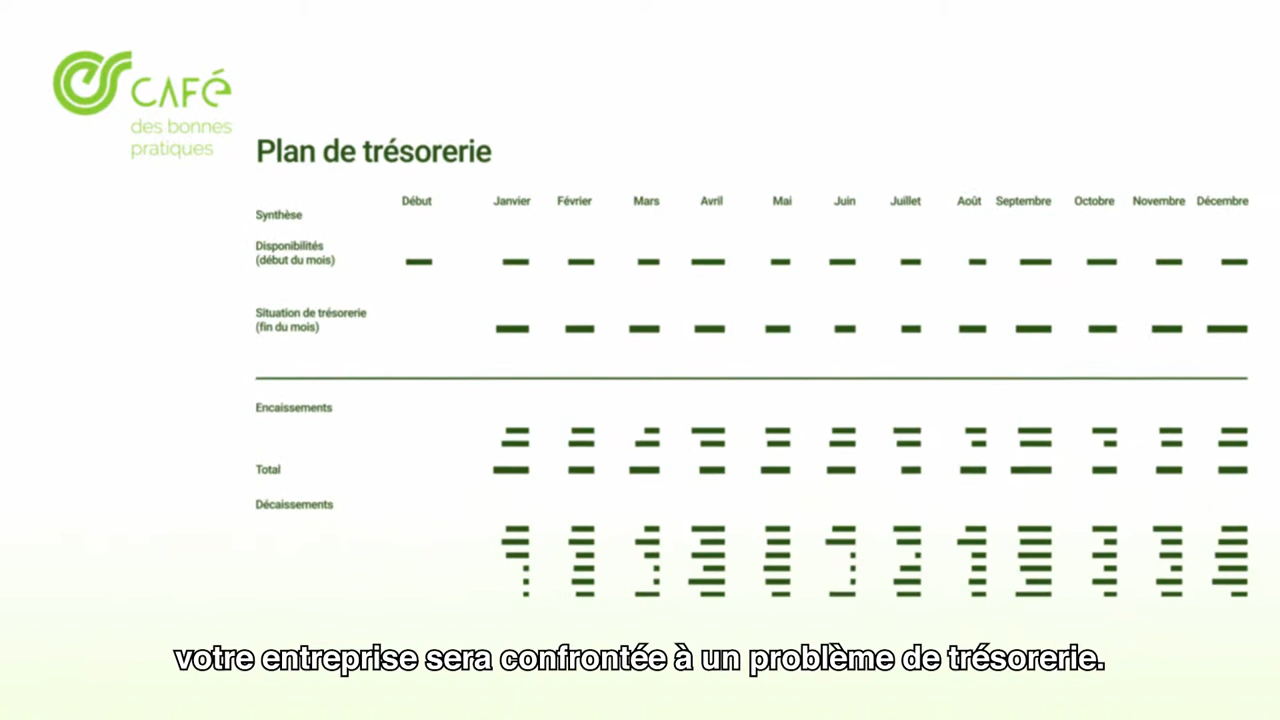 CAFé
des bonnes
pratiques
Plan de trésorerie
Début Janvier Février Mars Avril Mai Juin Juillet Août Septembre Octobre Novembre Décembre
Synthèse
Disponibilités
(début du mois)
Situation de trésorerie
(fin du mois)
Encaissements
Total
Décaissements
votre entreprise sera confrontée à un problème de trésorerie.